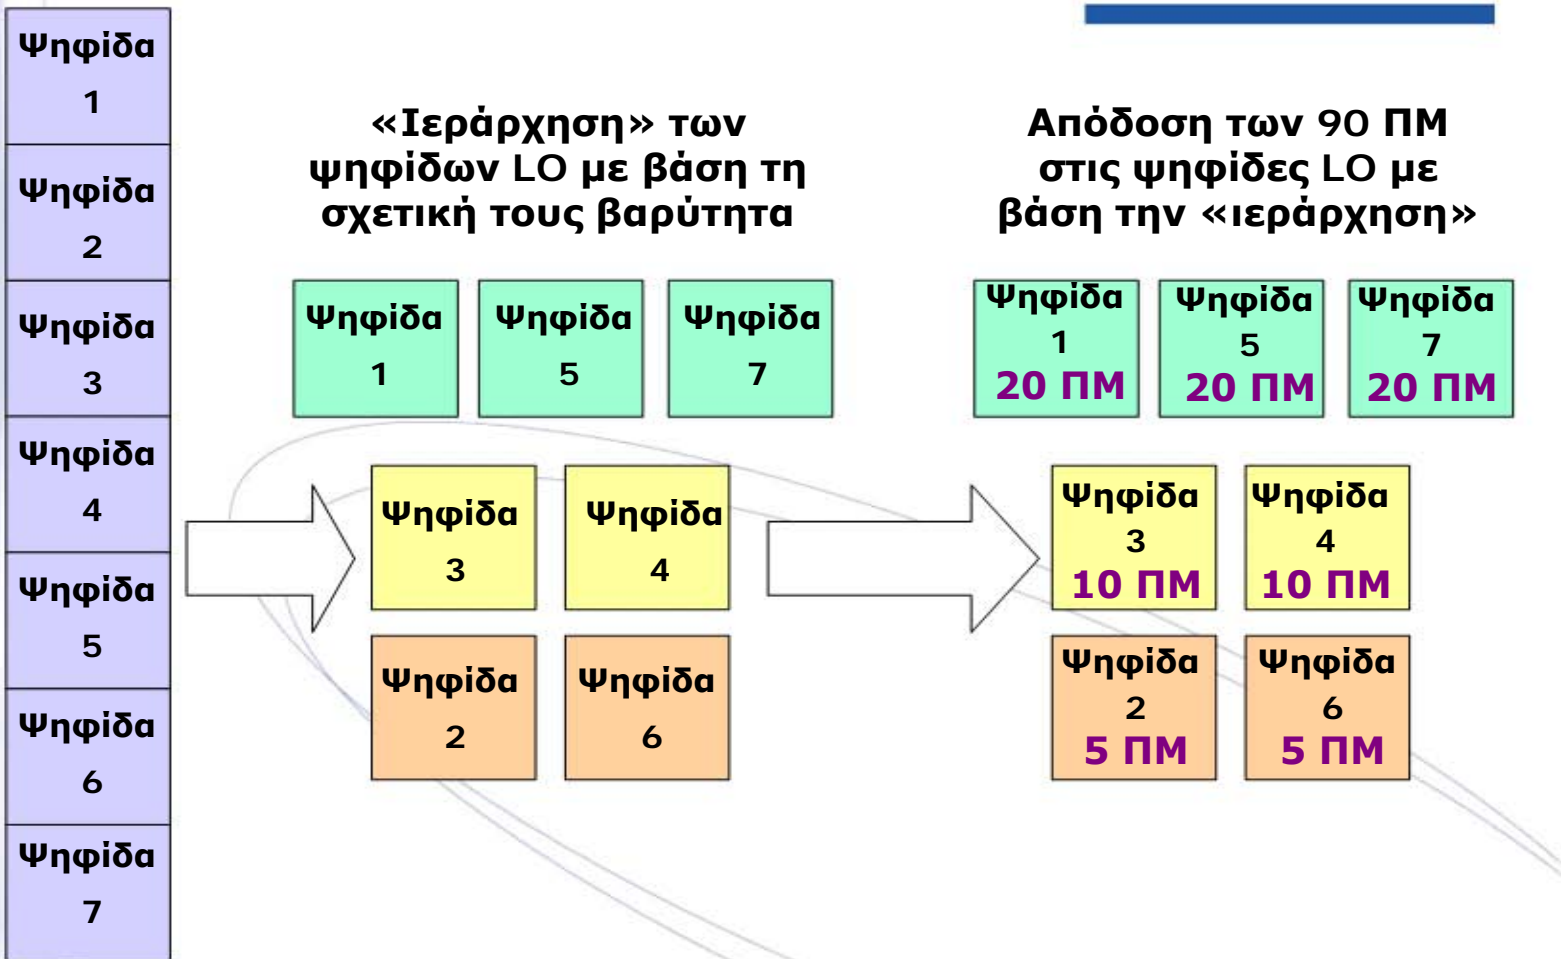 Ψηφίδα
1
Ψηφίδα
2
Ψηφίδα
3
Ψηφίδα
4
Ψηφίδα
5
Ψηφίδα
6
Ψηφίδα
7
«Ιεράρχηση» των
ψηφίδων LO με βάση τη
σχετική τους βαρύτητα
Ψηφίδα
1
Ψηφίδα
5
Ψηφίδα
7
Ψηφίδα
3
Ψηφίδα
4
Ψηφίδα
2
Ψηφίδα
6
Απόδοση των 90 ΠΜ
στις ψηφίδες LO με
βάση την «ιεράρχηση»
Ψηφίδα
1
20 ΠΜ
Ψηφίδα
5
20 ΠΜ
Ψηφίδα
7
20 ΠΜ
Ψηφίδα
3
10 ΠΜ
Ψηφίδα
4
10 ΠΜ
Ψηφίδα
2
5 ΠΜ
Ψηφίδα
6
5 ΠΜ